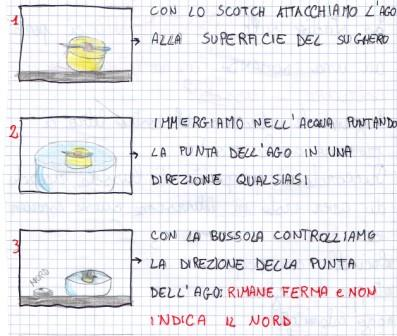 1
CON LO SCOTCH ATTACCHIAMO L'AGO
ALLA SUPERFICIE DEL SUGHERO
2
IMMERGIAMO NELL'ACQUA PUNTANDO
LA PUNTA DELL'AGO IN UNA
DIREZIONE QUALSIASI
3
NORD
CON LA BUSSOLA CONTROLLIAMO
LA DIREZIONE DELLA PUNTA
DELL'AGO: RIMANE FERMA e NON
INDICA IL NORD